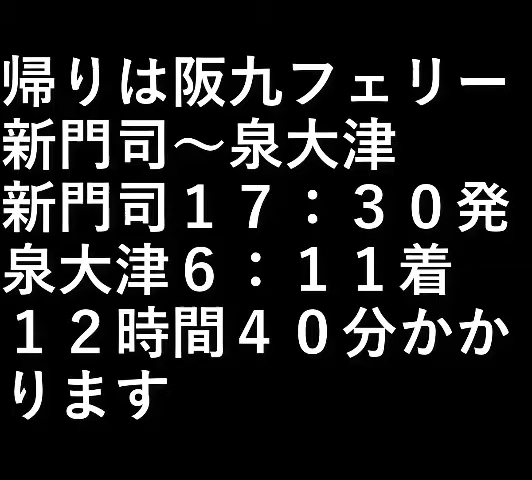 帰りは阪九フェリー
新門司～泉大津
新門司１７：３０発
泉大津６：１１着
１２時間４０分かか
ります